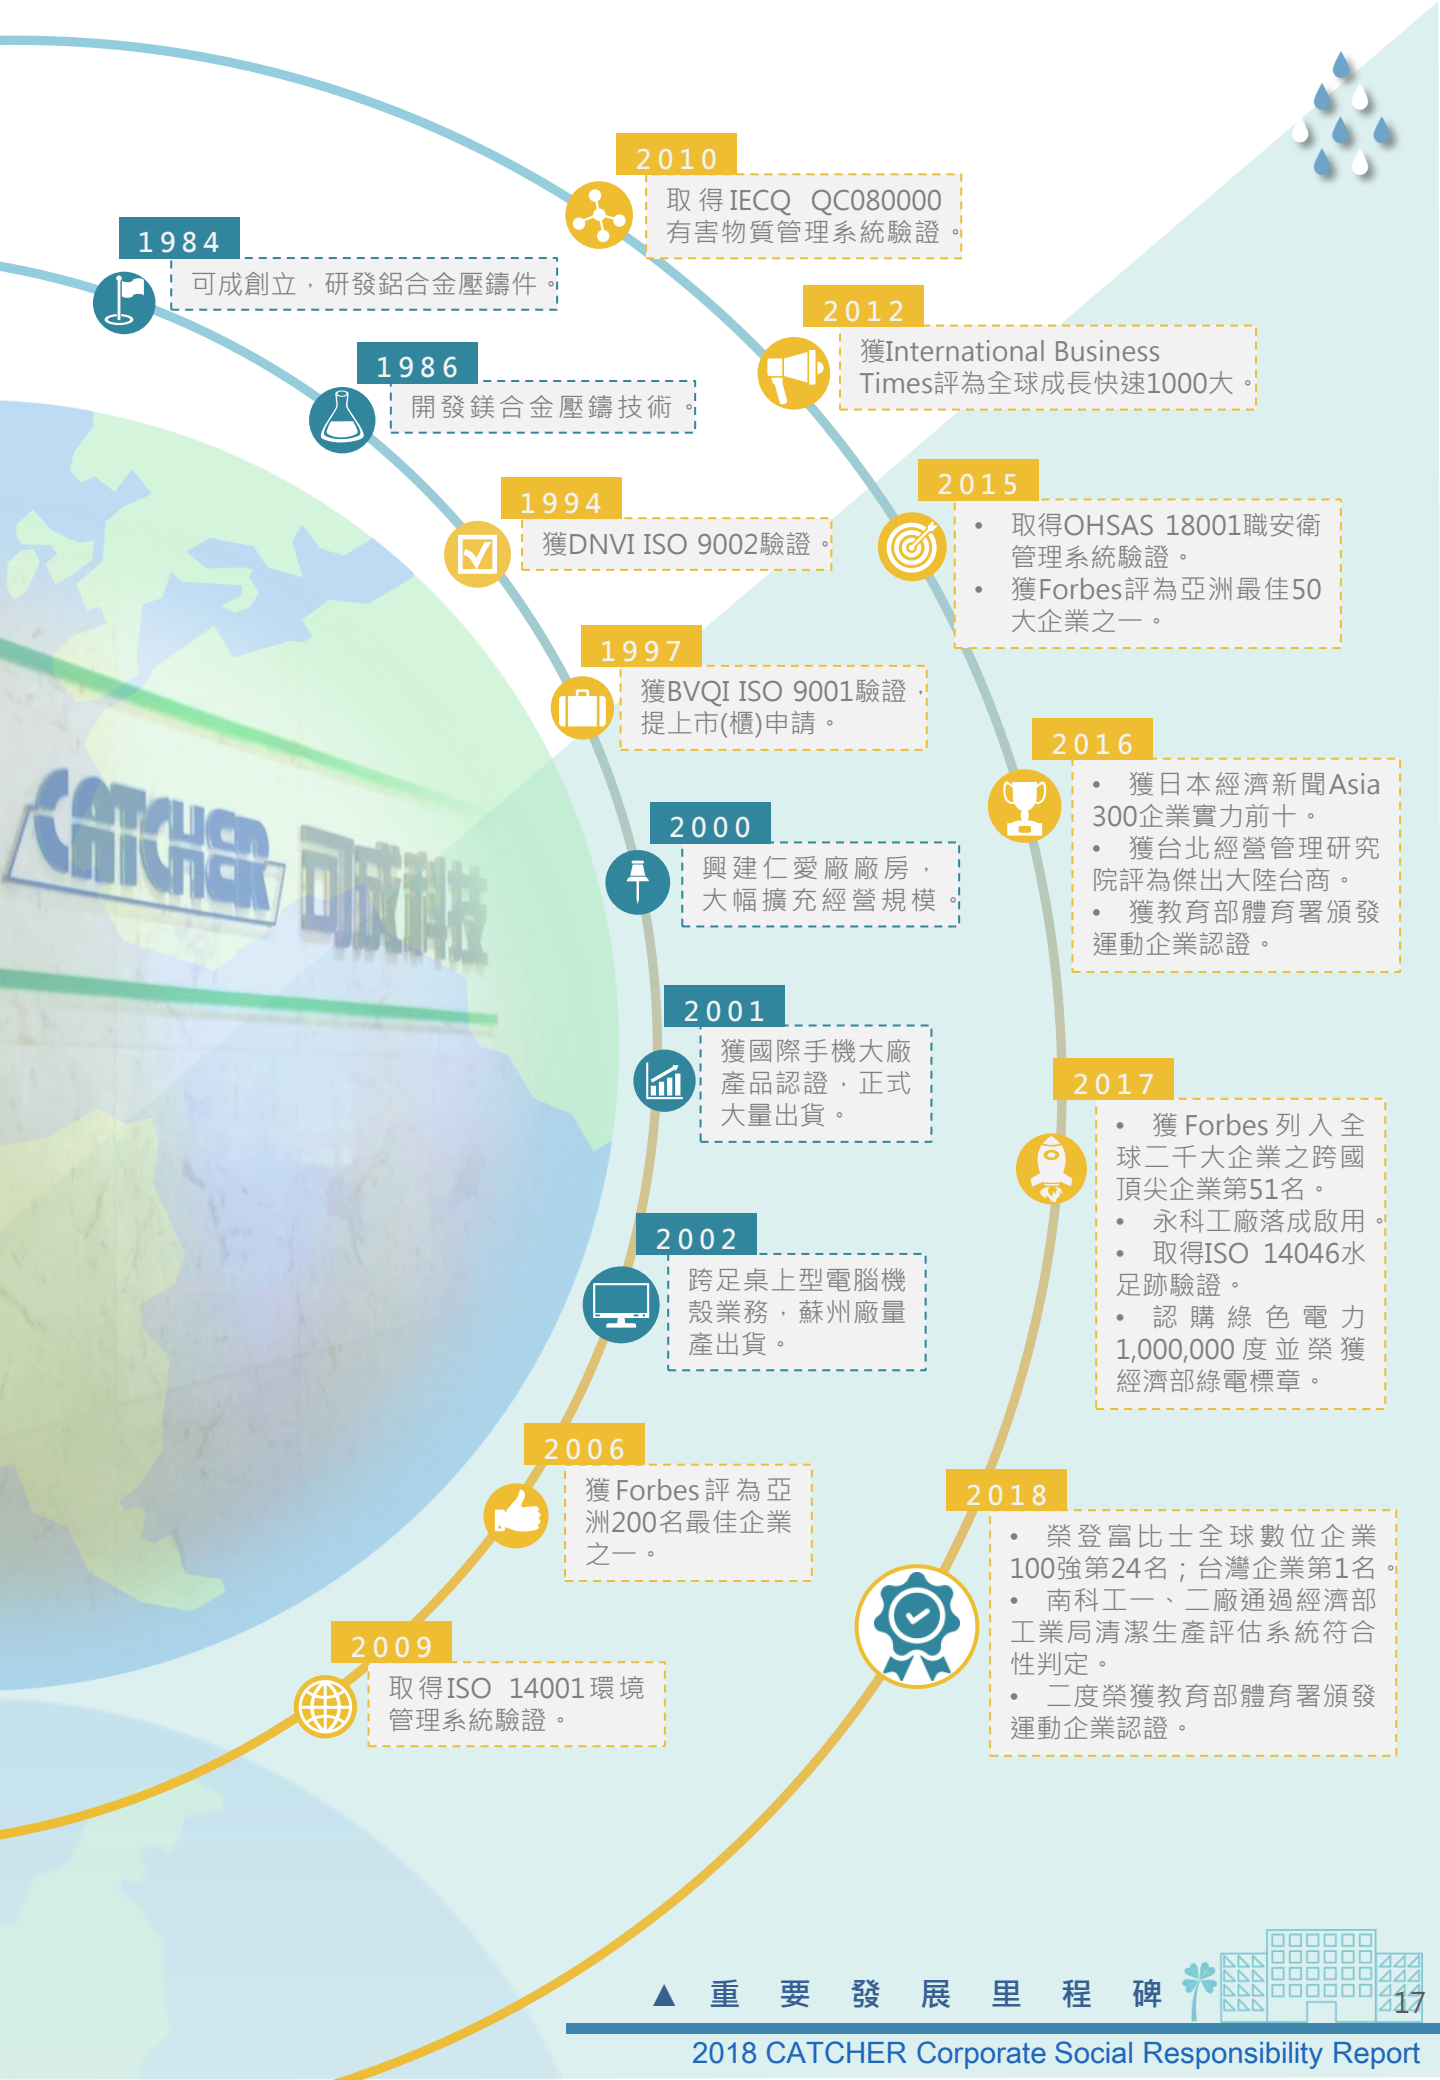 1984
可成創立，研發鋁合金壓鑄件。
1986
開發鎂合金壓鑄技術。
1994
獲DNVI ISO 9002驗證。
1997
獲BVQI ISO 9001驗證，
提上市(櫃)申請。
2000
興建仁愛廠廠房，
大幅擴充經營規模。
2001
獲國際手機大廠
產品認證，正式
大量出貨。
2002
跨足桌上型電腦機
殼業務，蘇州廠量
產出貨。
2006
獲Forbes評為亞
洲200名最佳企業
之一。
2009
取得ISO 14001環境
管理系統驗證。
2010
取得IECQ QC080000
有害物質管理系統驗證。
2012
獲International Business
Times評為全球成長快速1000大。
2015
• 取得OHSAS 18001職安衛
管理系統驗證。
• 獲Forbes評為亞洲最佳50
大企業之一。
2016
• 獲日本經濟新聞Asia
300企業實力前十。
• 獲台北經營管理研究
院評為傑出大陸台商。
• 獲教育部體育署頒發
運動企業認證。
2017
• 獲Forbes列入全
球二千大企業之跨國
頂尖企業第51名。
• 永科工廠落成啟用。
• 取得ISO 14046水
足跡驗證。
• 認購綠色電力
1,000,000度並榮獲
經濟部綠電標章。
2018
• 榮登富比士全球數位企業
100強第24名；台灣企業第1名。
• 南科工一、二廠通過經濟部
工業局清潔生產評估系統符合
性判定。
• 二度榮獲教育部體育署頒發
運動企業認證。
CATCHER 可成科技
▲重要發展里程碑
17
2018 CATCHER Corporate Social Responsibility Report